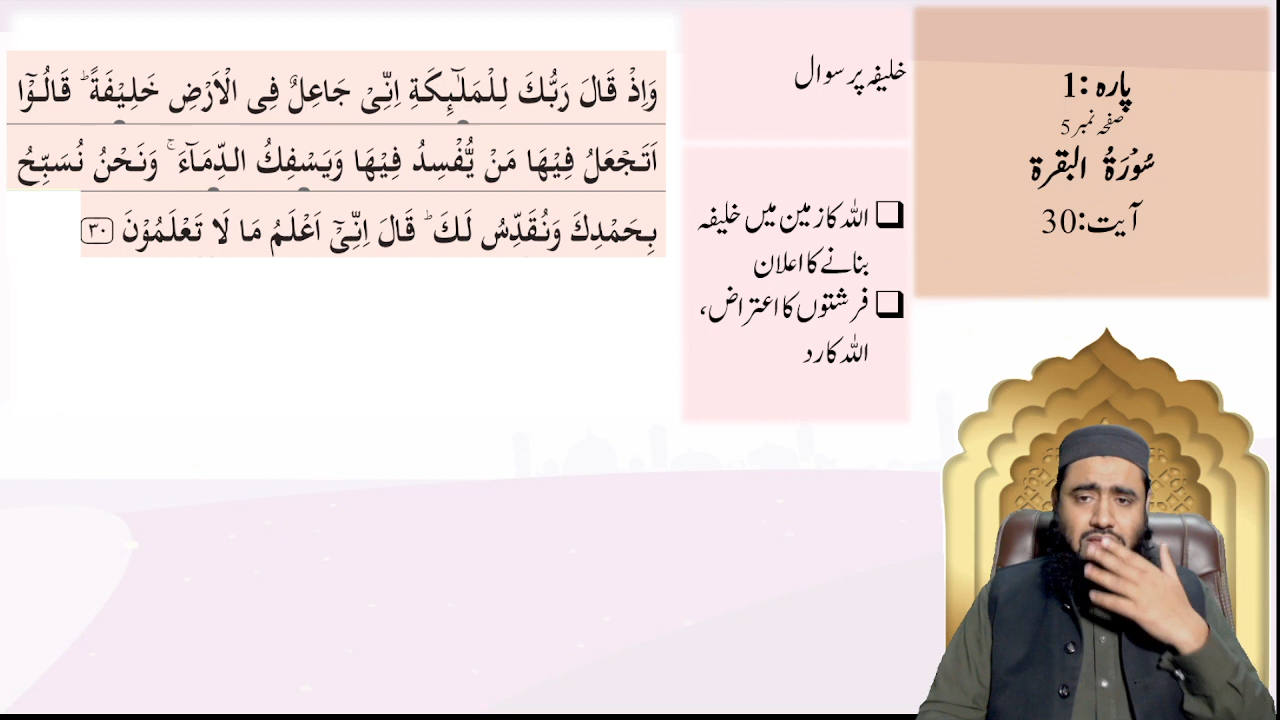 پارہ :1
صفحہ نمبر 5
سُوْرَۃُ البقرۃ
آیت:30
خلیفہ پر سوال
اللہ کا زمین میں خلیفہ
بنانے کا اعلان
فرشتوں کا اعتراض،
اللہ کا رد
وَاِذْ قَالَ رَبُّكَ لِلْمَلٰٓىِٕكَةِ اِنِّیْ جَاعِلٌ فِی الْاَرْضِ خَلِیْفَةً ؕ قَالُوْۤا
اَتَجْعَلُ فِیْهَا مَنْ یُّفْسِدُ فِیْهَا وَیَسْفِكُ الدِّمَآءَ ۚ وَنَحْنُ نُسَبِّحُ
بِحَمْدِكَ وَنُقَدِّسُ لَكَ ؕ قَالَ اِنِّیْۤ اَعْلَمُ مَا لَا تَعْلَمُوْنَ ۳۰